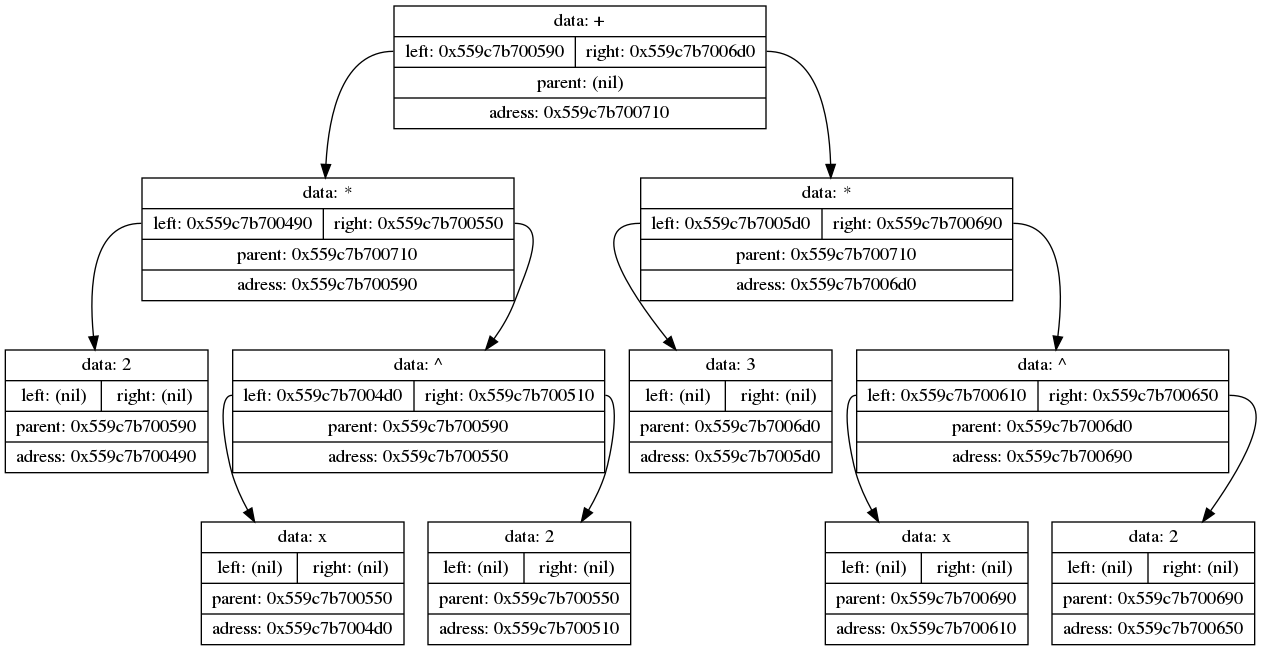 data: +
left: 0x559c7b700590 right: 0x559c7b7006d0
parent: (nil)
adress: 0x559c7b700710
data: *
left: 0x559c7b700490 right: 0x559c7b700550
parent: 0x559c7b700710
adress: 0x559c7b700590
data: *
left: 0x559c7b7005d0 right: 0x559c7b700690
parent: 0x559c7b700710
adress: 0x559c7b7006d0
data: 2
left: (nil) right: (nil)
parent: 0x559c7b700590
adress: 0x559c7b700490
data: ^
left: 0x559c7b7004d0 right: 0x559c7b700510
parent: 0x559c7b700590
adress: 0x559c7b700550
data: 3
left: (nil) right: (nil)
parent: 0x559c7b7006d0
adress: 0x559c7b7005d0
data: ^
left: 0x559c7b700610 right: 0x559c7b700650
parent: 0x559c7b7006d0
adress: 0x559c7b700690
data: x
left: (nil) right: (nil)
parent: 0x559c7b700550
adress: 0x559c7b7004d0
data: 2
left: (nil) right: (nil)
parent: 0x559c7b700550
adress: 0x559c7b700510
data: x
left: (nil) right: (nil)
parent: 0x559c7b700690
adress: 0x559c7b700610
data: 2
left: (nil) right: (nil)
parent: 0x559c7b700690
adress: 0x559c7b700650